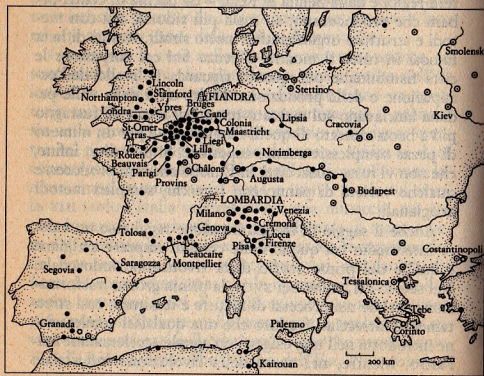 Smolensk
Lincoln
Stamford
Northampton
Ypres
Bruges
FIANDRA
Stettino
Londra
Gand
Kiev
Colonia
Lipsia
St-Omer
Maastricht
Cracovia
Arras
Liegi
Lilla
Rouen
Norimberga
Beauvais
Châlons
Parigi
Augusta
Provins
Budapest
LOMBARDIA
Milano
Venezia
Cremona
Genova
Tolosa
Lucca
Pisa
Firenze
Beaucaire
Costantinopoli
Montpellier
Saragozza
Segovia
Tessalonica
Tebe
Granada
Palermo
Corinto
0 200 km
Kairouan